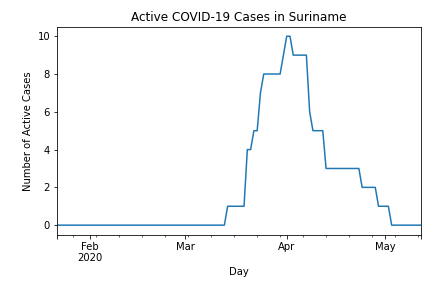 Active COVID-19 Cases in Suriname
10
8
6
4
2
0
Number of Active Cases
Feb
2020
Mar
Apr
May
Day